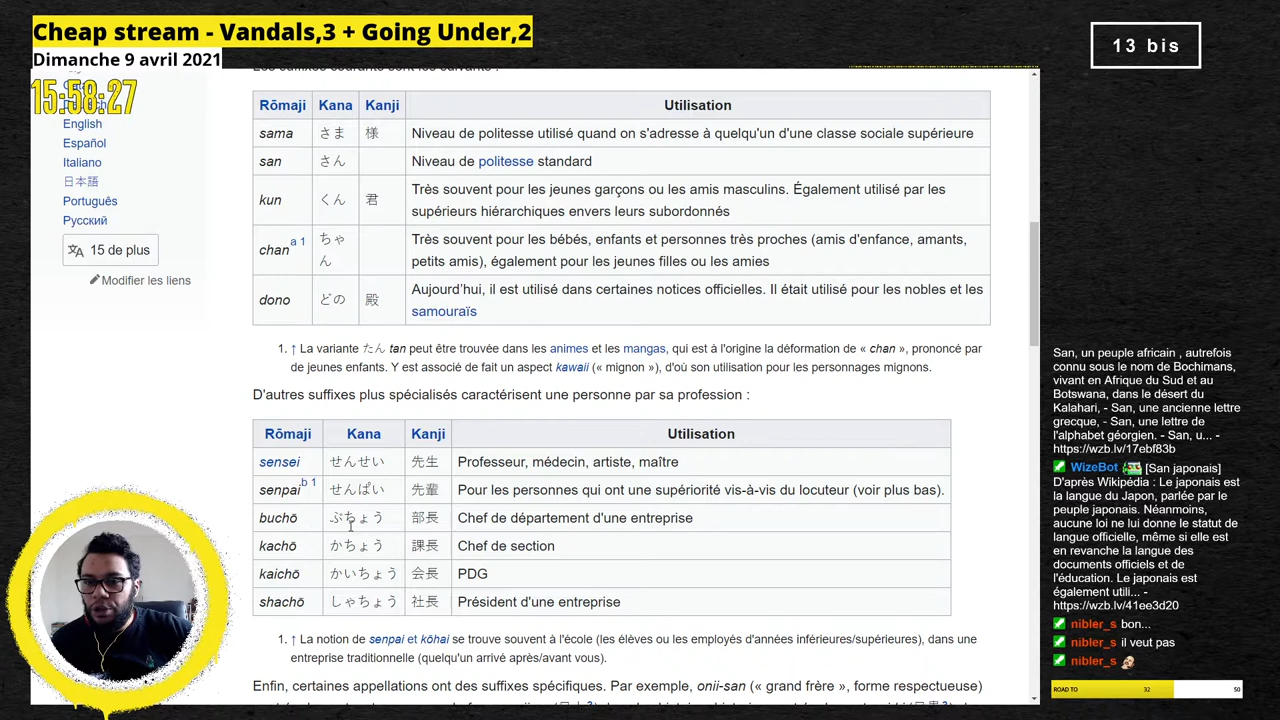 Cheap stream - Vandals,3 + Going Under,2
Dimanche 9 avril 2021
15:58:27
13 bis
English
Español
Italiano
日本語
Português
Русский
15 de plus
Modifier les liens
Les suffixes courants sont les suivants :
Rōmaji Kana Kanji Utilisation
sama さま 様 Niveau de politesse utilisé quand on s'adresse à quelqu'un d'une classe sociale supérieure
san さん Niveau de politesse standard
kun くん 君 Très souvent pour les jeunes garçons ou les amis masculins. Également utilisé par les
supérieurs hiérarchiques envers leurs subordonnés
chan a 1 ちゃん Très souvent pour les bébés, enfants et personnes très proches (amis d'enfance, amants,
petits amis), également pour les jeunes filles ou les amies
dono どの 殿 Aujourd'hui, il est utilisé dans certaines notices officielles. Il était utilisé pour les nobles et les
samouraïs
1. ↑ La variante たん tan peut être trouvée dans les animes et les mangas, qui est à l'origine la déformation de « chan », prononcé par
de jeunes enfants. Y est associé de fait un aspect kawaii (« mignon »), d'où son utilisation pour les personnages mignons.
D'autres suffixes plus spécialisés caractérisent une personne par sa profession :
Rōmaji Kana Kanji Utilisation
sensei せんせい 先生 Professeur, médecin, artiste, maître
senpai b 1 せんぱい 先輩 Pour les personnes qui ont une supériorité vis-à-vis du locuteur (voir plus bas).
buchō ぶちょう 部長 Chef de département d'une entreprise
kachō かちょう 課長 Chef de section
kaichō かいちょう 会長 PDG
shachō しゃちょう 社長 Président d'une entreprise
1. ↑ La notion de senpai et kōhai se trouve souvent à l'école (les élèves ou les employés d'années inférieures/supérieures), dans une
entreprise traditionnelle (quelqu'un arrivé après/avant vous).
Enfin, certaines appellations ont des suffixes spécifiques. Par exemple, onii-san (« grand frère », forme respectueuse)
San, un peuple africain , autrefois
connu sous le nom de Bochimans,
vivant en Afrique du Sud et au
Botswana, dans le désert du
Kalahari, - San, une ancienne lettre
grecque, - San, une lettre de
l'alphabet géorgien. - San, u... -
https://wzb.lv/17ebf83b
WizeBot [San japonais]
D'après Wikipédia : Le japonais est
la langue du Japon, parlée par le
peuple japonais. Néanmoins,
aucune loi ne lui donne le statut de
langue officielle, même si elle est
en revanche la langue des
documents officiels et de
l'éducation. Le japonais est
également utili... -
https://wzb.lv/41ee3d20
nibler_s bon...
nibler_s il veut pas
nibler_s
ROAD TO 32 50